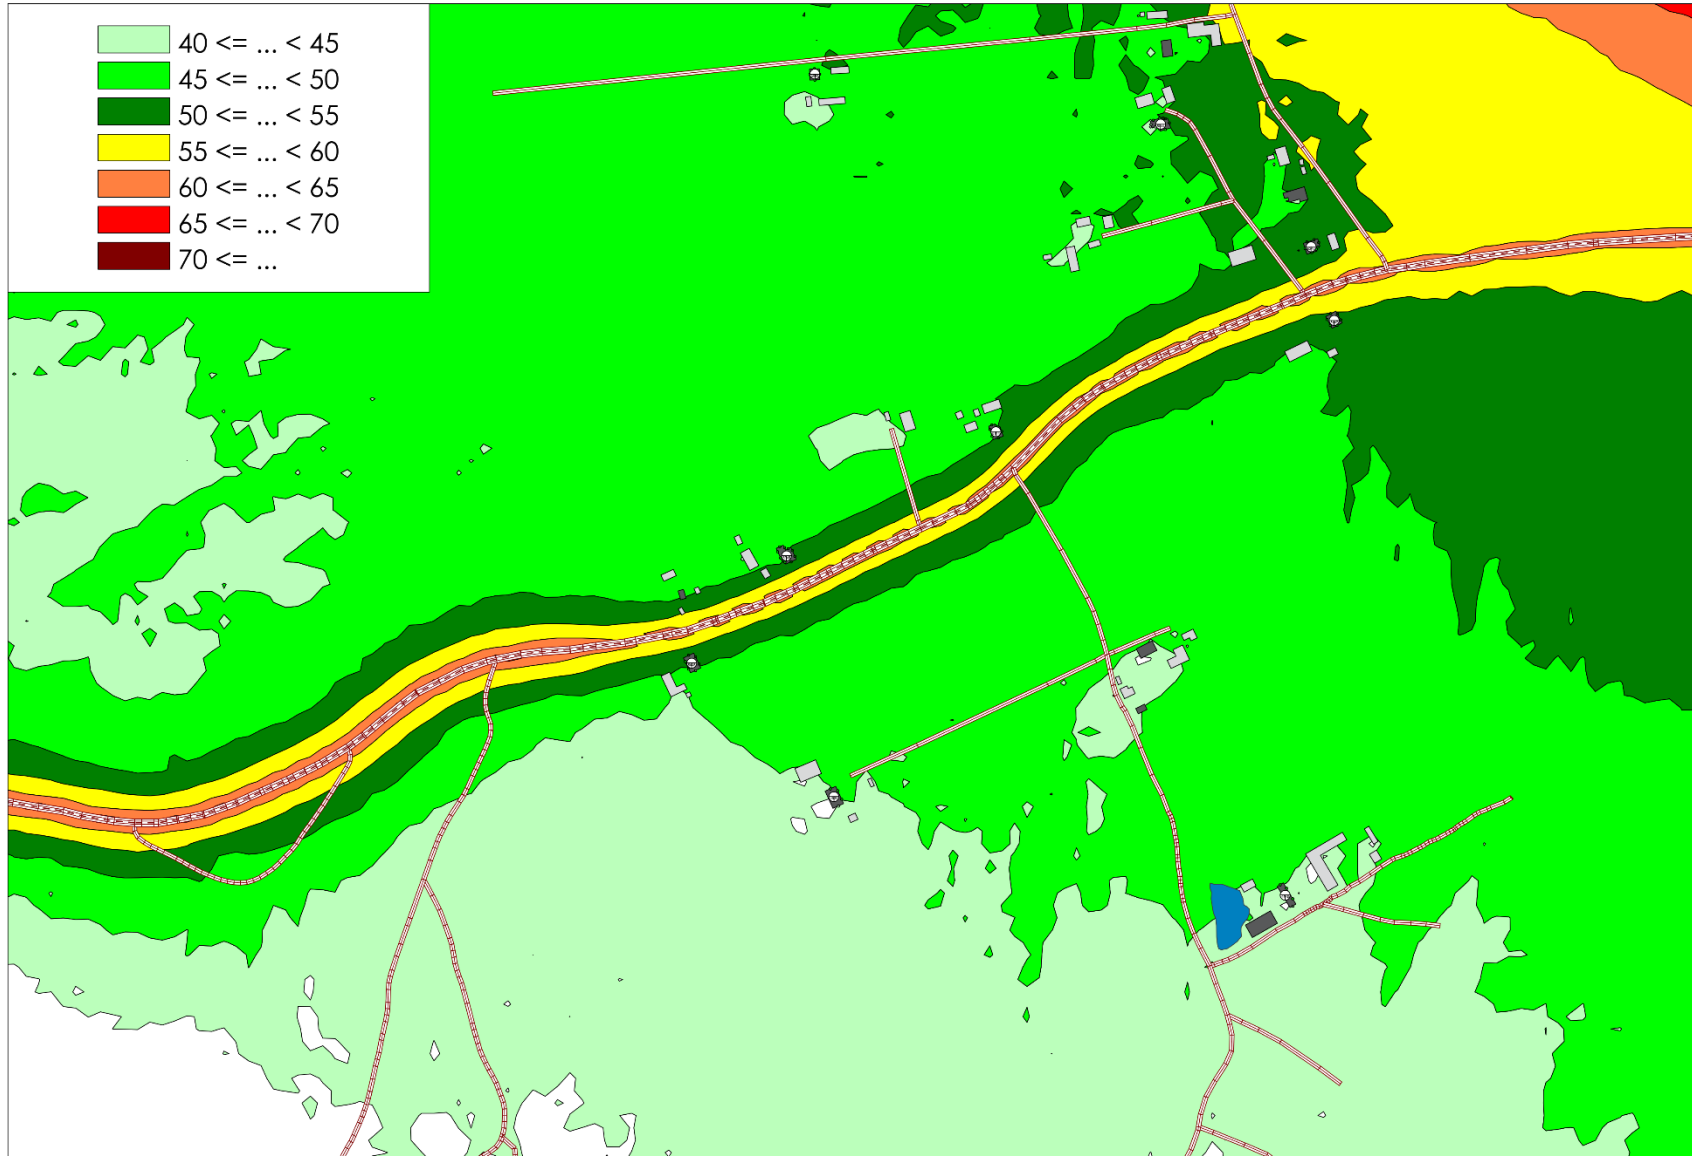 40 <= ... < 45
45 <= ... < 50
50 <= ... < 55
55 <= ... < 60
60 <= ... < 65
65 <= ... < 70
70 <= ...